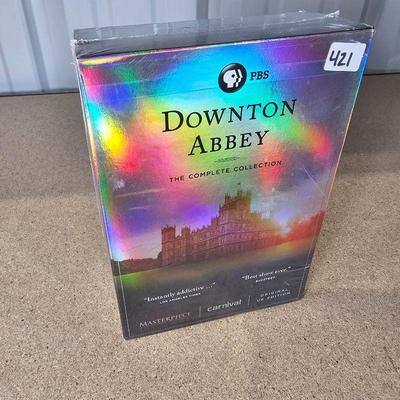 421
PBS
DOWNTON
ABBEY
THE COMPLETE COLLECTION
"Instantly addictive ..."
LOS ANGELES TIMES
"Best show ever."
BUZZFEED
MASTERPIECE
carnival
ORIGINAL
UK EDITION